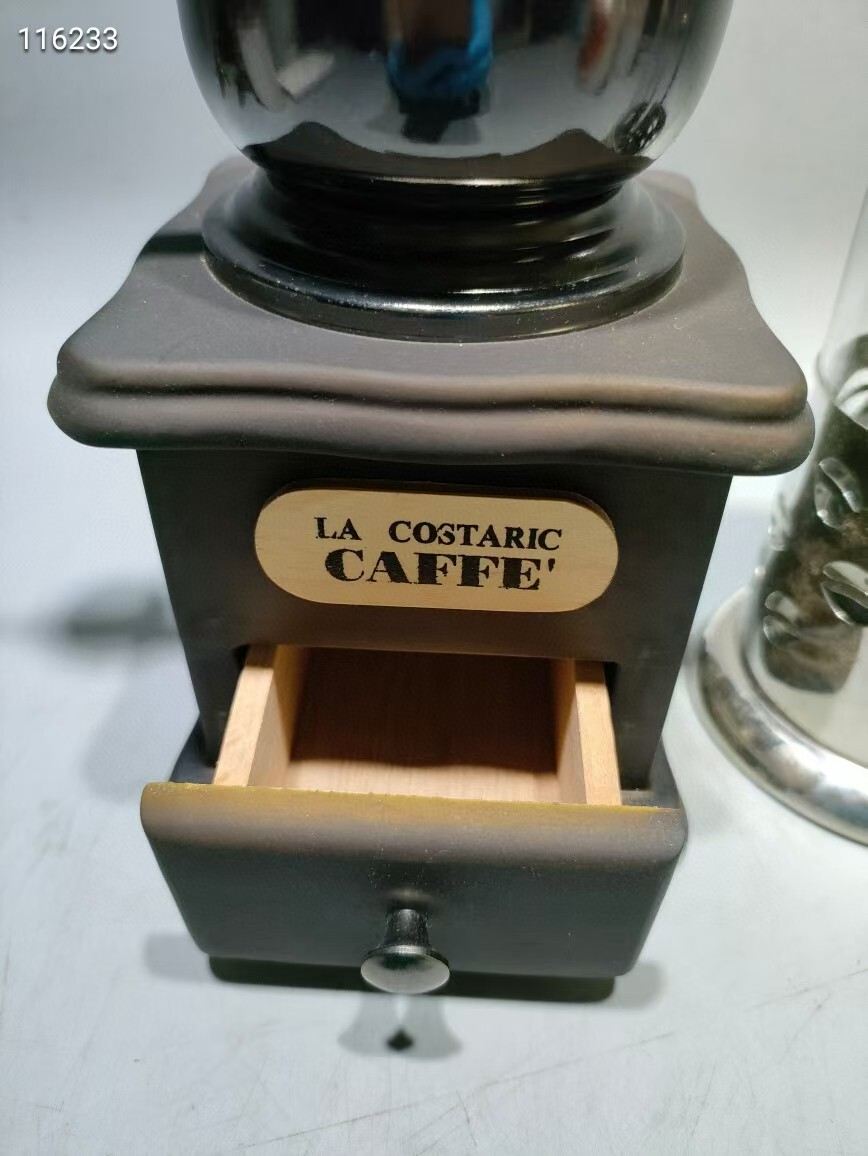 116233
LA COSTARIC
CAFFE'